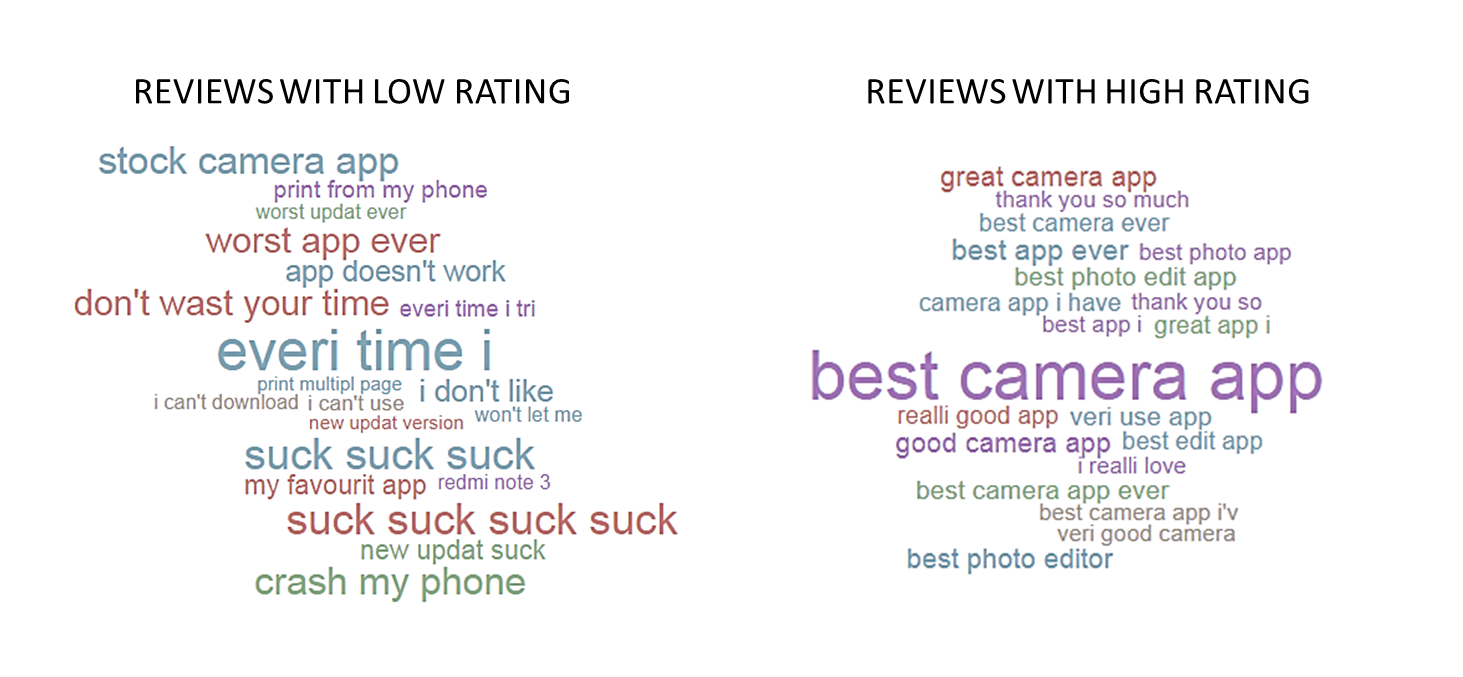 REVIEWS WITH LOW RATING
stock camera app
print from my phone
worst updat ever
worst app ever
app doesn't work
don't wast your time everi time i tri
everi time i
print multipl page i don't like
i can't download i can't use won't let me
new updat version
suck suck suck
my favourit app redmi note 3
suck suck suck suck
new updat suck
crash my phone
REVIEWS WITH HIGH RATING
great camera app
thank you so much
best camera ever
best app ever best photo app
best photo edit app
camera app i have thank you so
best app i great app i
best camera app
realli good app veri use app
good camera app best edit app
i realli love
best camera app ever
best camera app i'v
veri good camera
best photo editor